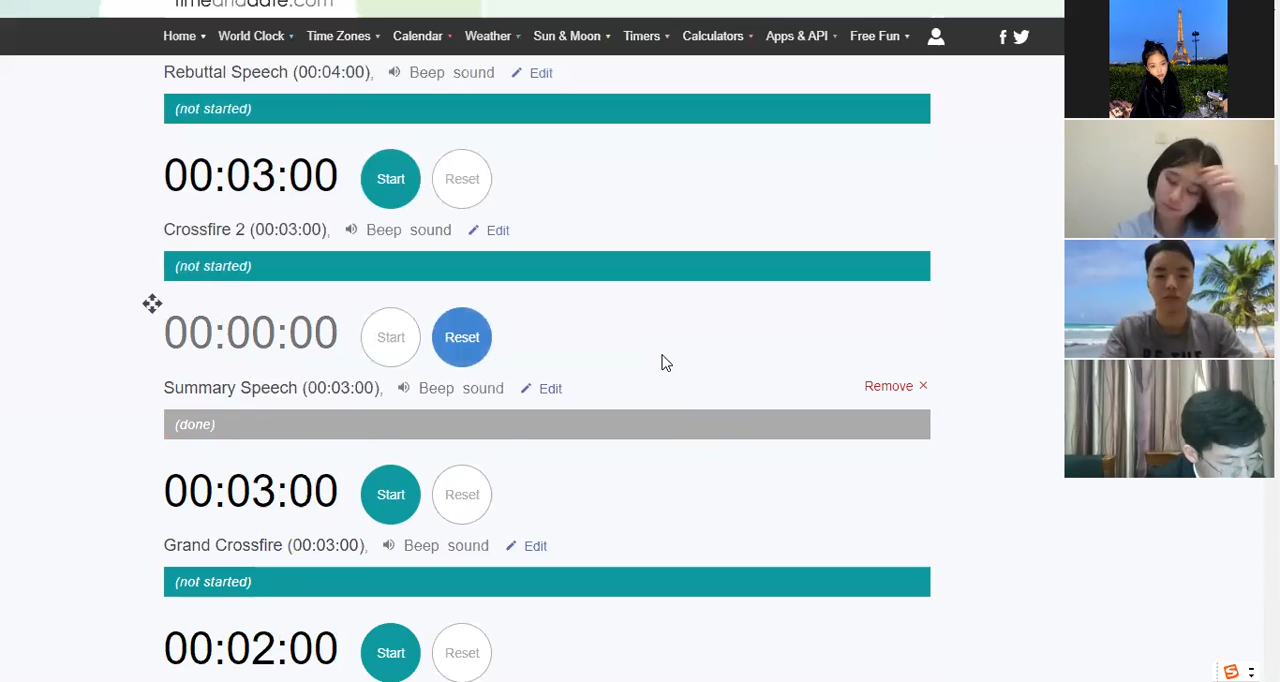 timeanddate.com
Home World Clock Time Zones Calendar Weather Sun & Moon Timers Calculators Apps & API Free Fun
Rebuttal Speech (00:04:00), Beep sound Edit
(not started)
00:03:00 Start Reset
Crossfire 2 (00:03:00), Beep sound Edit
(not started)
00:00:00 Start Reset
Summary Speech (00:03:00), Beep sound Edit Remove ×
(done)
00:03:00 Start Reset
Grand Crossfire (00:03:00), Beep sound Edit
(not started)
00:02:00 Start Reset